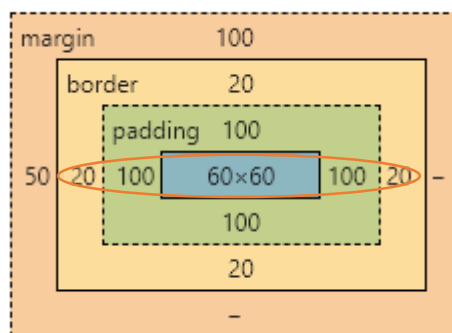 margin 100
border 20
padding 100
50 20 100 60×60 100 20 –
100
20
–